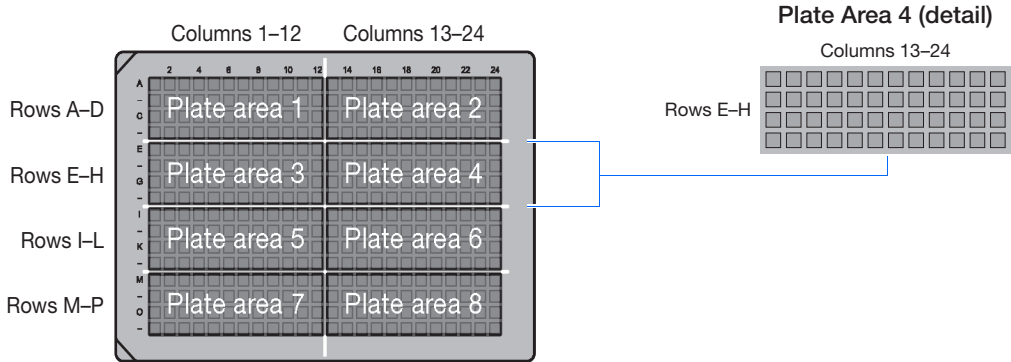 Plate Area 4 (detail)
Columns 1–12 Columns 13–24
Columns 13–24
2 4 6 8 10 12 14 16 18 20 22 24
A
–
C
–
E
–
G
–
I
–
K
–
M
–
O
–
Rows A–D
Plate area 1 Plate area 2
Rows E–H
Rows E–H
Plate area 3 Plate area 4
Rows I–L
Plate area 5 Plate area 6
Rows M–P
Plate area 7 Plate area 8